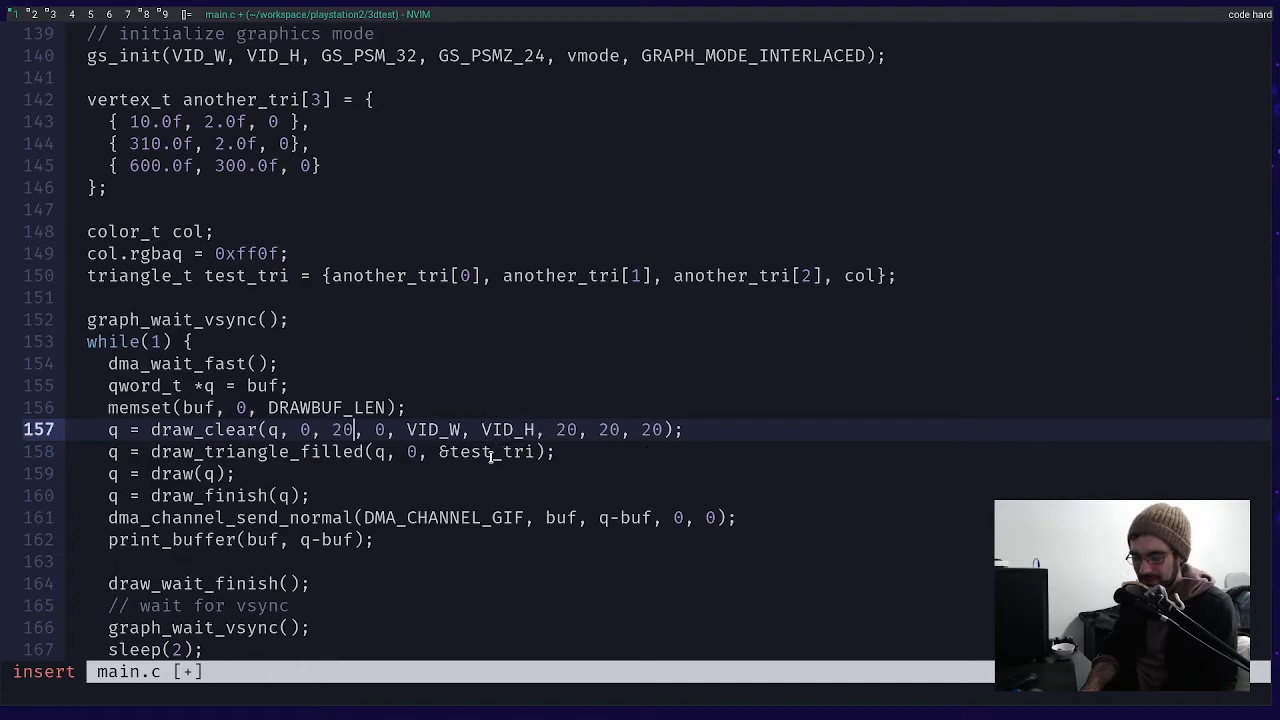 1 2 3 4 5 6 7 8 9 []= main.c + (~/workspace/playstation2/3dtest) - NVIM code hard
139 // initialize graphics mode
140 gs_init(VID_W, VID_H, GS_PSM_32, GS_PSMZ_24, vmode, GRAPH_MODE_INTERLACED);
141
142 vertex_t another_tri[3] = {
143 { 10.0f, 2.0f, 0 },
144 { 310.0f, 2.0f, 0},
145 { 600.0f, 300.0f, 0}
146 };
147
148 color_t col;
149 col.rgbaq = 0xff0f;
150 triangle_t test_tri = {another_tri[0], another_tri[1], another_tri[2], col};
151
152 graph_wait_vsync();
153 while(1) {
154 dma_wait_fast();
155 qword_t *q = buf;
156 memset(buf, 0, DRAWBUF_LEN);
157 q = draw_clear(q, 0, 20, 0, VID_W, VID_H, 20, 20, 20);
158 q = draw_triangle_filled(q, 0, &test_tri);
159 q = draw(q);
160 q = draw_finish(q);
161 dma_channel_send_normal(DMA_CHANNEL_GIF, buf, q-buf, 0, 0);
162 print_buffer(buf, q-buf);
163
164 draw_wait_finish();
165 // wait for vsync
166 graph_wait_vsync();
167 sleep(2);
insert main.c [+]